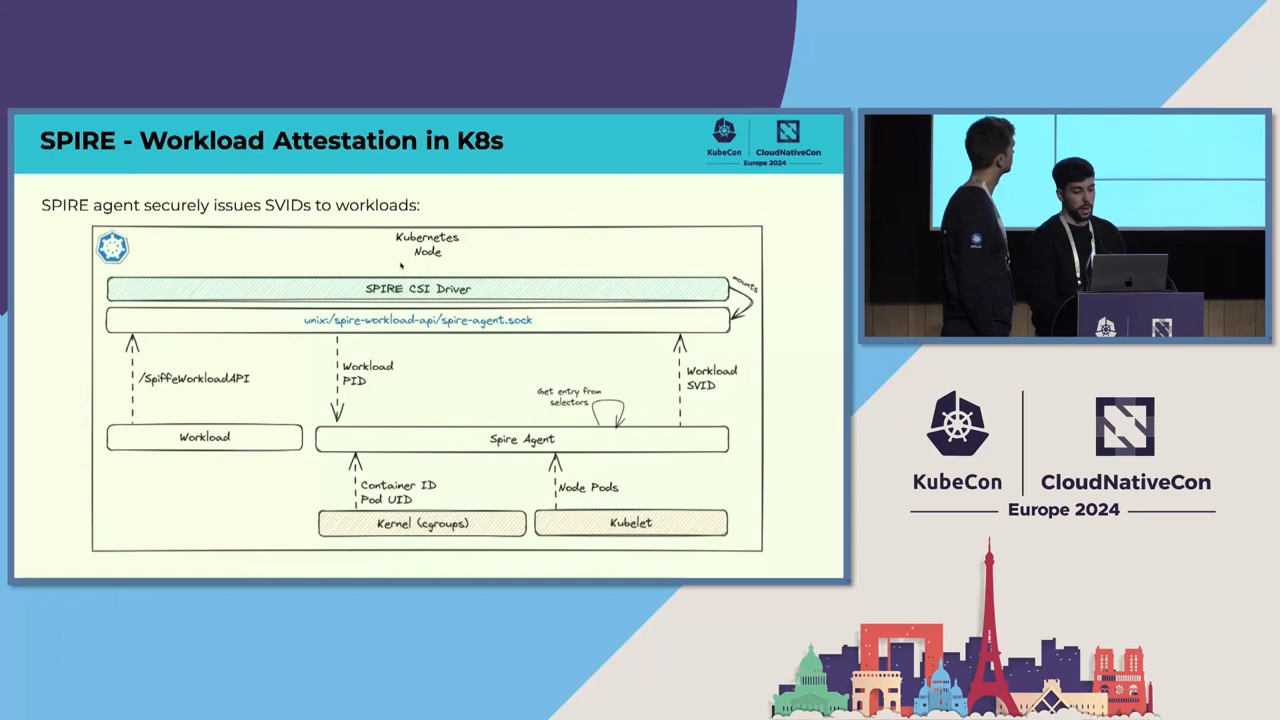 SPIRE - Workload Attestation in K8s
KubeCon
CloudNativeCon
Europe 2024
SPIRE agent securely issues SVIDs to workloads:
Kubernetes
Node
SPIRE CSI Driver
mounts
unix:/spire-workload-api/spire-agent.sock
/SpiffeWorkloadAPI
Workload
PID
Get entry from
selectors
Workload
SVID
Workload
Spire Agent
Container ID
Pod UID
Node Pods
Kernel (cgroups)
Kubelet
KubeCon
CloudNativeCon
Europe 2024